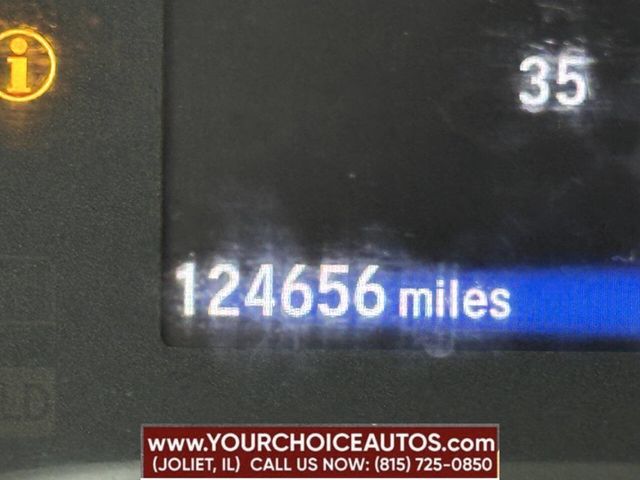 35
124656 miles
www.YOURCHOICEAUTOS.com
(JOLIET, IL) CALL US NOW: (815) 725-0850